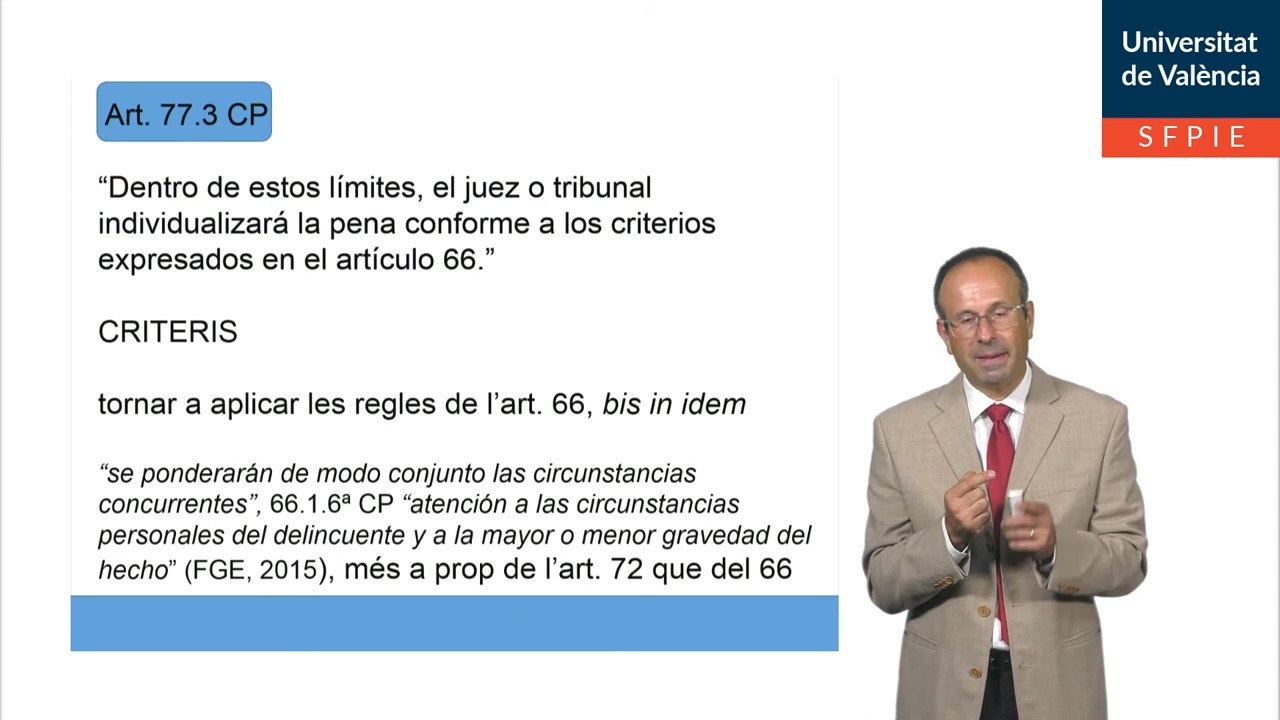 Universitat
de València
SFPIE
Art. 77.3 CP
“Dentro de estos límites, el juez o tribunal
individualizará la pena conforme a los criterios
expresados en el artículo 66.”
CRITERIS
tornar a aplicar les regles de l’art. 66, bis in idem
“se ponderarán de modo conjunto las circunstancias
concurrentes”, 66.1.6ª CP “atención a las circunstancias
personales del delincuente y a la mayor o menor gravedad del
hecho” (FGE, 2015), més a prop de l’art. 72 que del 66